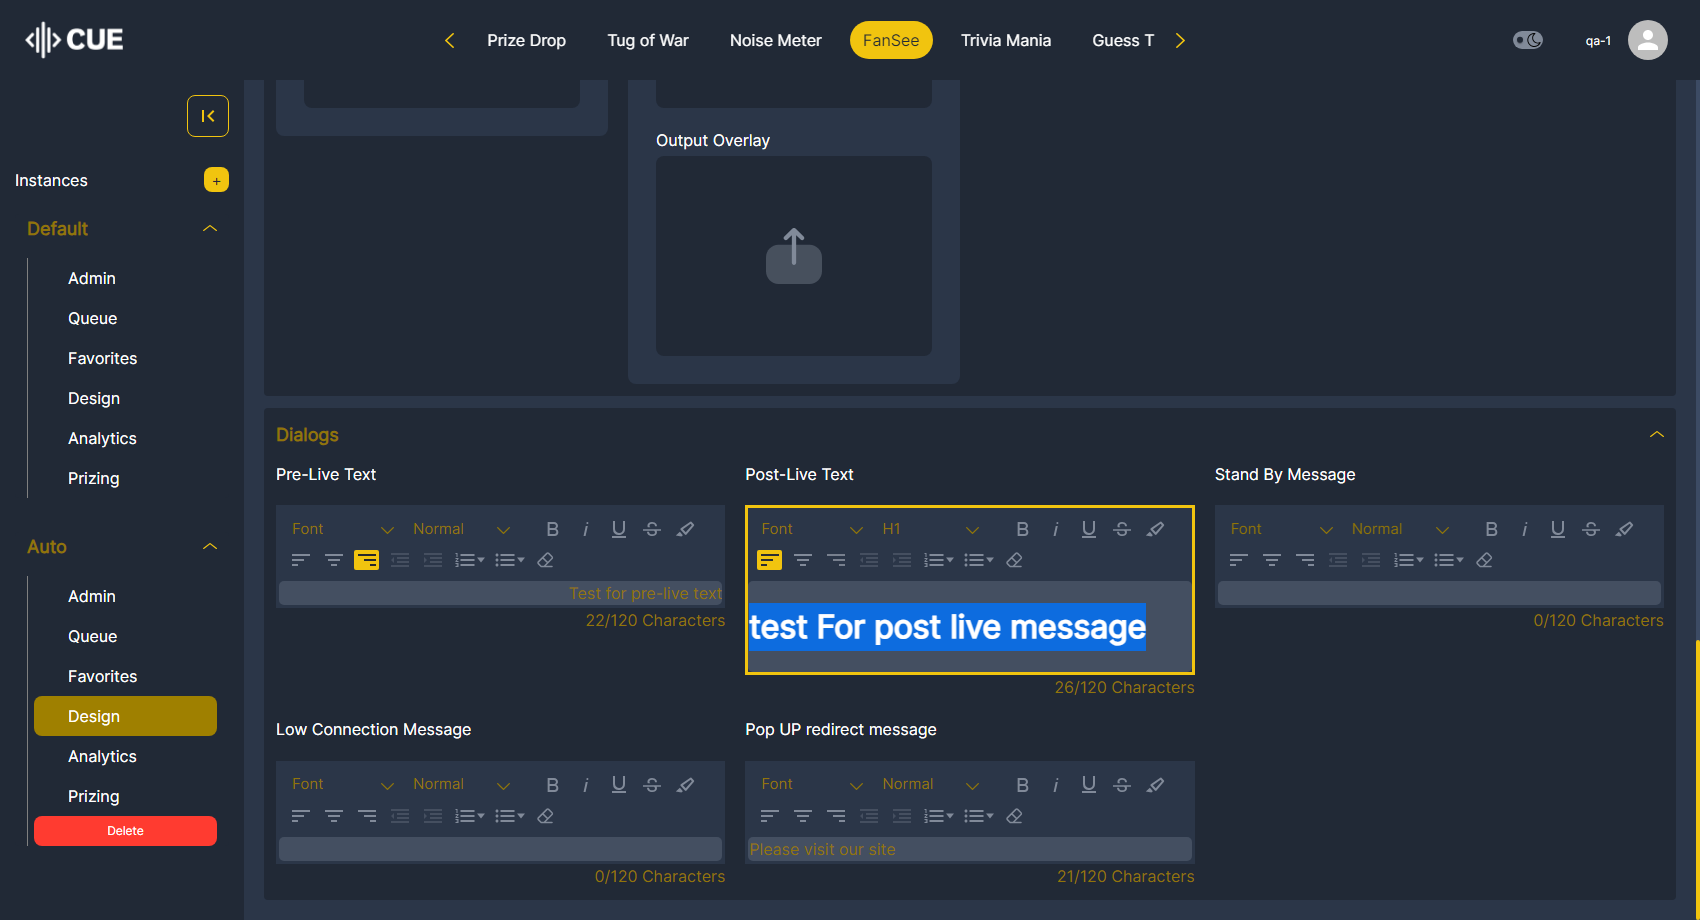 CUE
Prize Drop
Tug of War
Noise Meter
FanSee
Trivia Mania
Guess T
qa-1
Instances
+
Default
Admin
Queue
Favorites
Design
Analytics
Prizing
Auto
Admin
Queue
Favorites
Design
Analytics
Prizing
Delete
Output Overlay
Dialogs
Pre-Live Text
Font Normal B i U S
Test for pre-live text
22/120 Characters
Post-Live Text
Font H1 B i U S
test For post live message
26/120 Characters
Stand By Message
Font Normal B i U S
0/120 Characters
Low Connection Message
Font Normal B i U S
0/120 Characters
Pop UP redirect message
Font Normal B i U S
Please visit our site
21/120 Characters